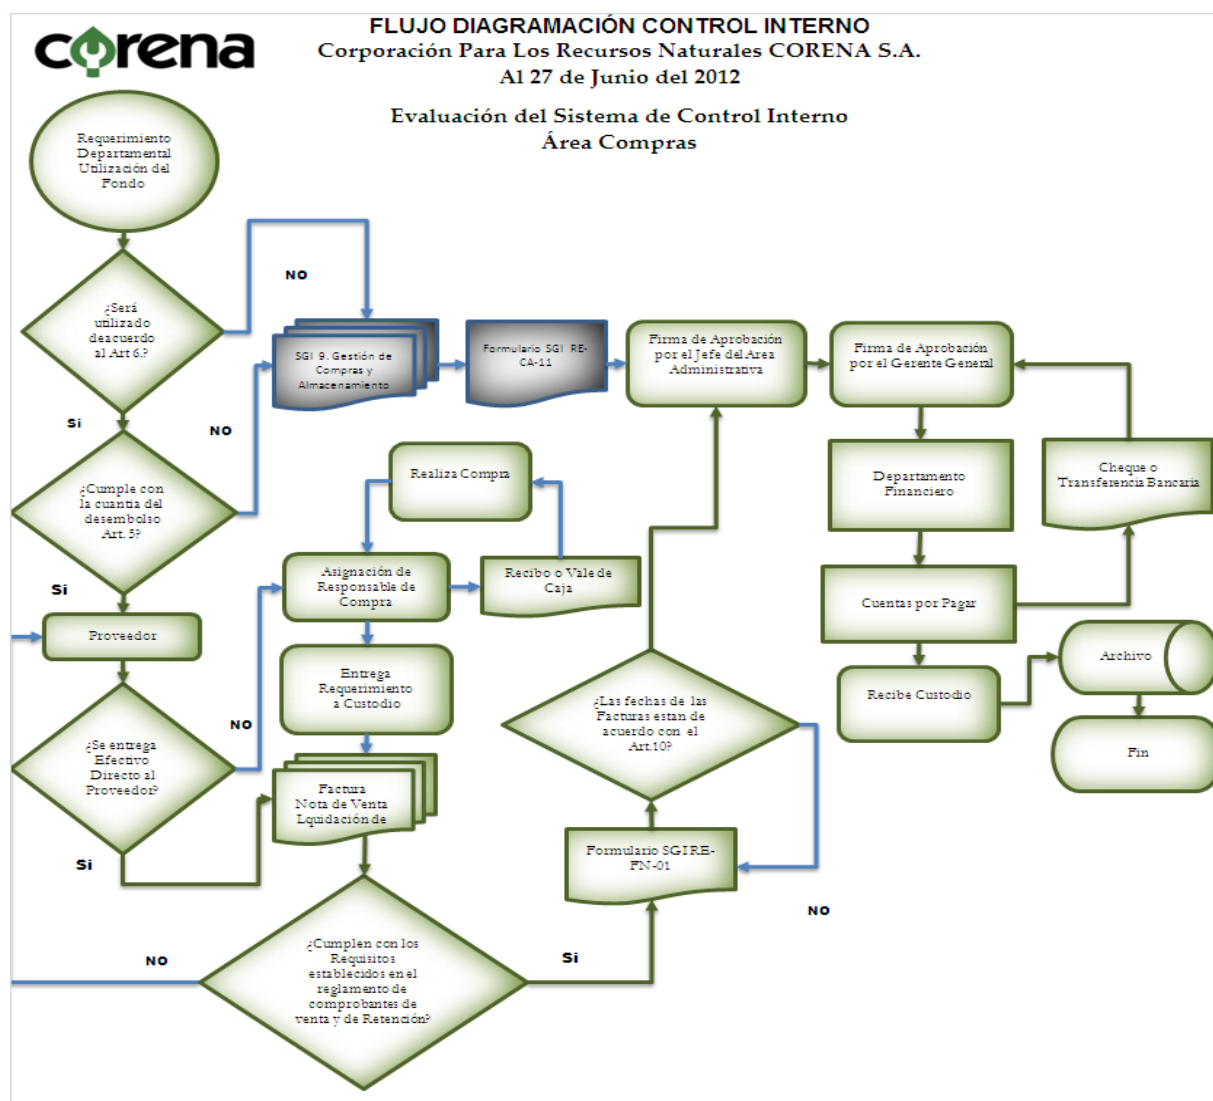 corena
FLUJO DIAGRAMACIÓN CONTROL INTERNO
Corporación Para Los Recursos Naturales CORENA S.A.
Al 27 de Junio del 2012
Evaluación del Sistema de Control Interno
Área Compras
Requerimiento
Departamental
Utilización del
Fondo
NO
¿Será
utilizado
deacuerdo
al Art 6.?
SGI 9. Gestión de
Compras y
Almacenamiento
Formulario SGI RE-
CA-11
Firma de Aprobación
por el Jefe del Area
Administrativa
Firma de Aprobación
por el Gerente General
Si
NO
¿Cumple con
la cuantia del
desembolso
Art. 5?
Realiza Compra
Departamento
Financiero
Cheque o
Transferencia Bancaria
Si
Asignación de
Responsable de
Compra
Recibo o Vale de
Caja
Cuentas por Pagar
Proveedor
Entrega
Requerimiento
a Custodio
¿Las fechas de las
Facturas estan de
acuerdo con el
Art.10?
Recibe Custodio
Archivo
NO
¿Se entrega
Efectivo
Directo al
Proveedor?
Fin
Factura
Nota de Venta
Lquidación de
Si
Formulario SGI RE-
FN-01
NO
¿Cumplen con los
Requisitos
establecidos en el
reglamento de
comprobantes de
venta y de Retención?
NO
Si